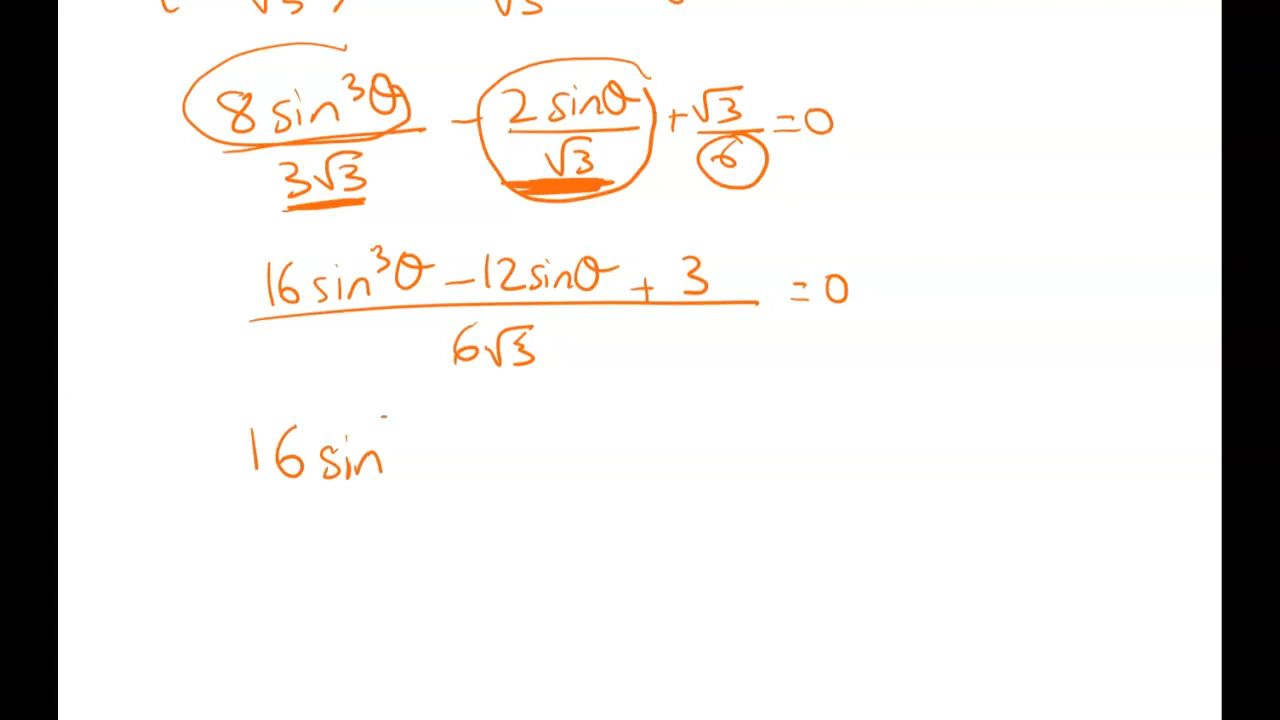 8 sin³θ / 3√3 − 2 sinθ / √3 + √3 / 6 = 0
16 sin³θ − 12 sinθ + 3 / 6√3 = 0
16 sin